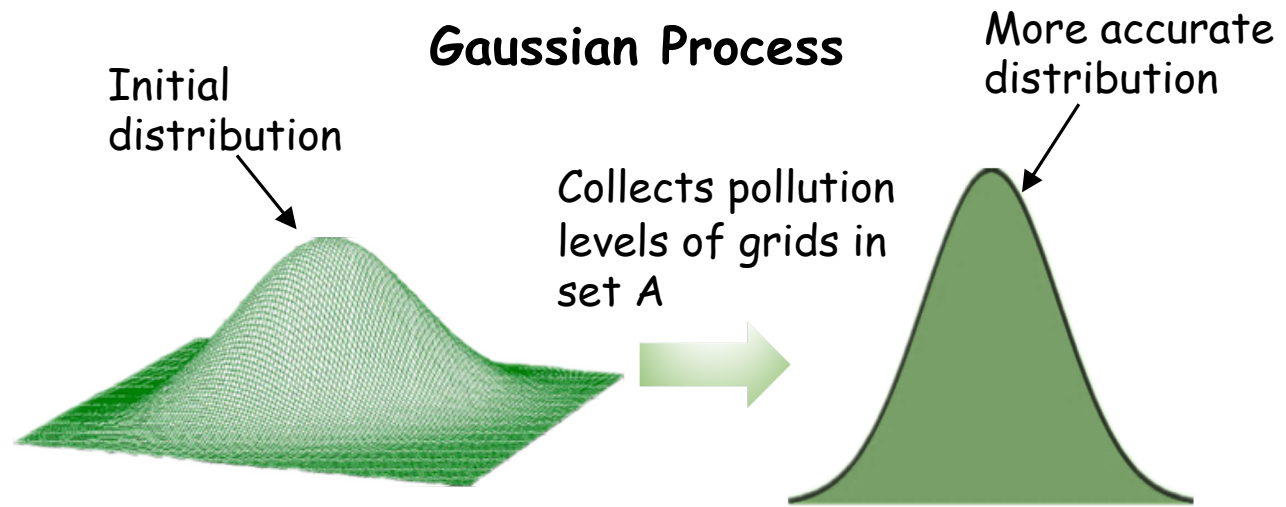 Gaussian Process
Initial
distribution
Collects pollution
levels of grids in
set A
More accurate
distribution